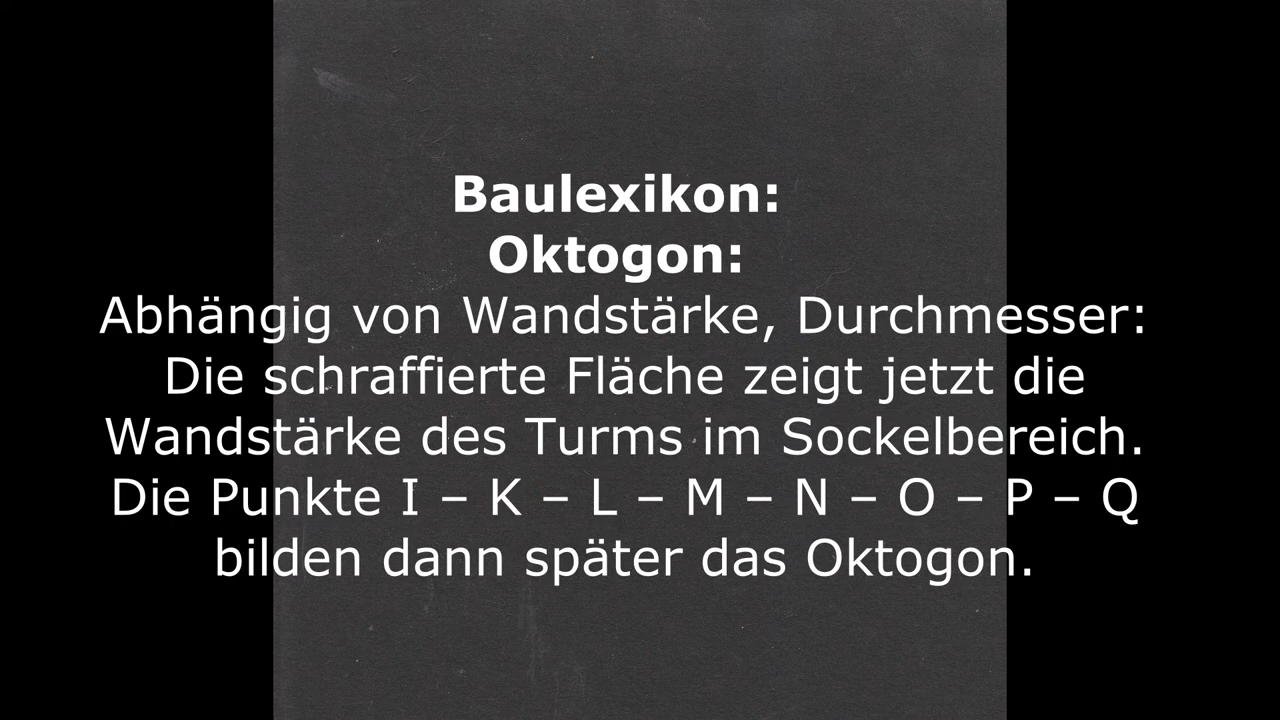 Baulexikon:
Oktogon:
Abhängig von Wandstärke, Durchmesser:
Die schraffierte Fläche zeigt jetzt die
Wandstärke des Turms im Sockelbereich.
Die Punkte I – K – L – M – N – O – P – Q
bilden dann später das Oktogon.